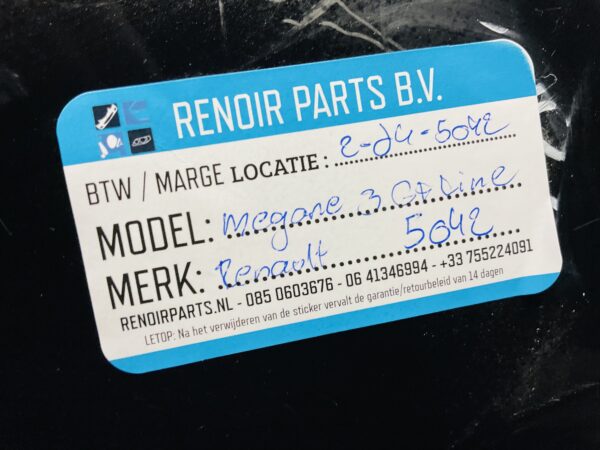 RENOIR PARTS B.V.
BTW / MARGE LOCATIE: 2-d4-5042
MODEL: Megane 3 Gt Line
MERK: Renault 5042
RENOIRPARTS.NL - 085 0603676 - 06 41346994 - +33 755224091
LETOP: Na het verwijderen van de sticker vervalt de garantie/retourbeleid van 14 dagen